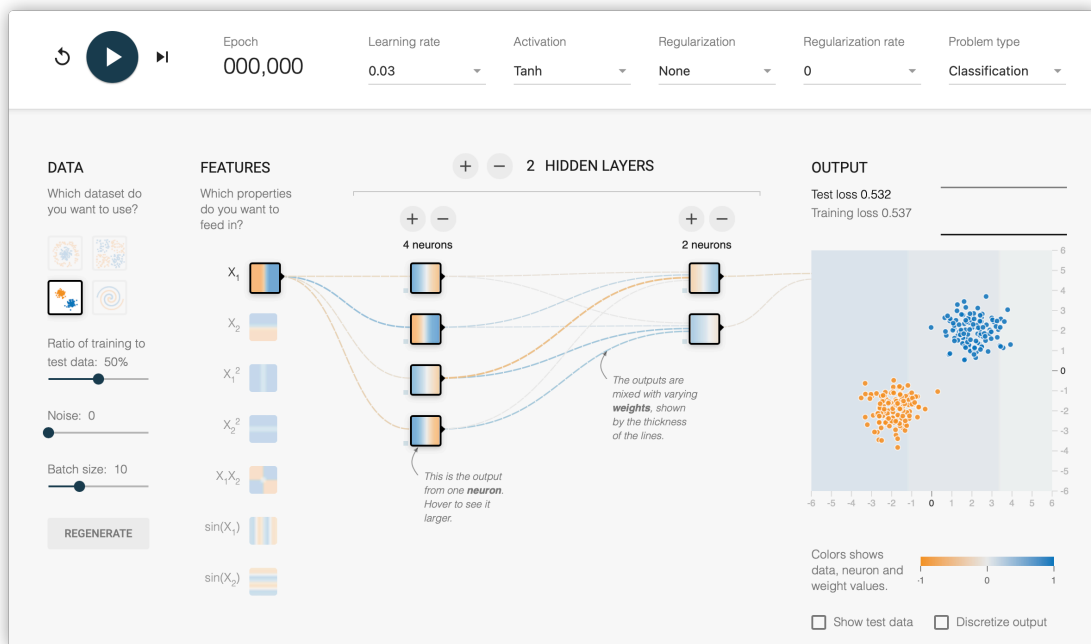 Epoch
000,000
Learning rate
0.03
Activation
Tanh
Regularization
None
Regularization rate
0
Problem type
Classification
DATA
Which dataset do
you want to use?
Ratio of training to
test data: 50%
Noise: 0
Batch size: 10
REGENERATE
FEATURES
Which properties
do you want to
feed in?
X₁
X₂
X₁²
X₂²
X₁X₂
sin(X₁)
sin(X₂)
+ − 2 HIDDEN LAYERS
+ −
4 neurons
+ −
2 neurons
This is the output
from one neuron.
Hover to see it
larger.
The outputs are
mixed with varying
weights, shown
by the thickness
of the lines.
OUTPUT
Test loss 0.532
Training loss 0.537
6
5
4
3
2
1
0
-1
-2
-3
-4
-5
-6
-6 -5 -4 -3 -2 -1 0 1 2 3 4 5 6
Colors shows
data, neuron and
weight values.
-1 0 1
Show test data
Discretize output